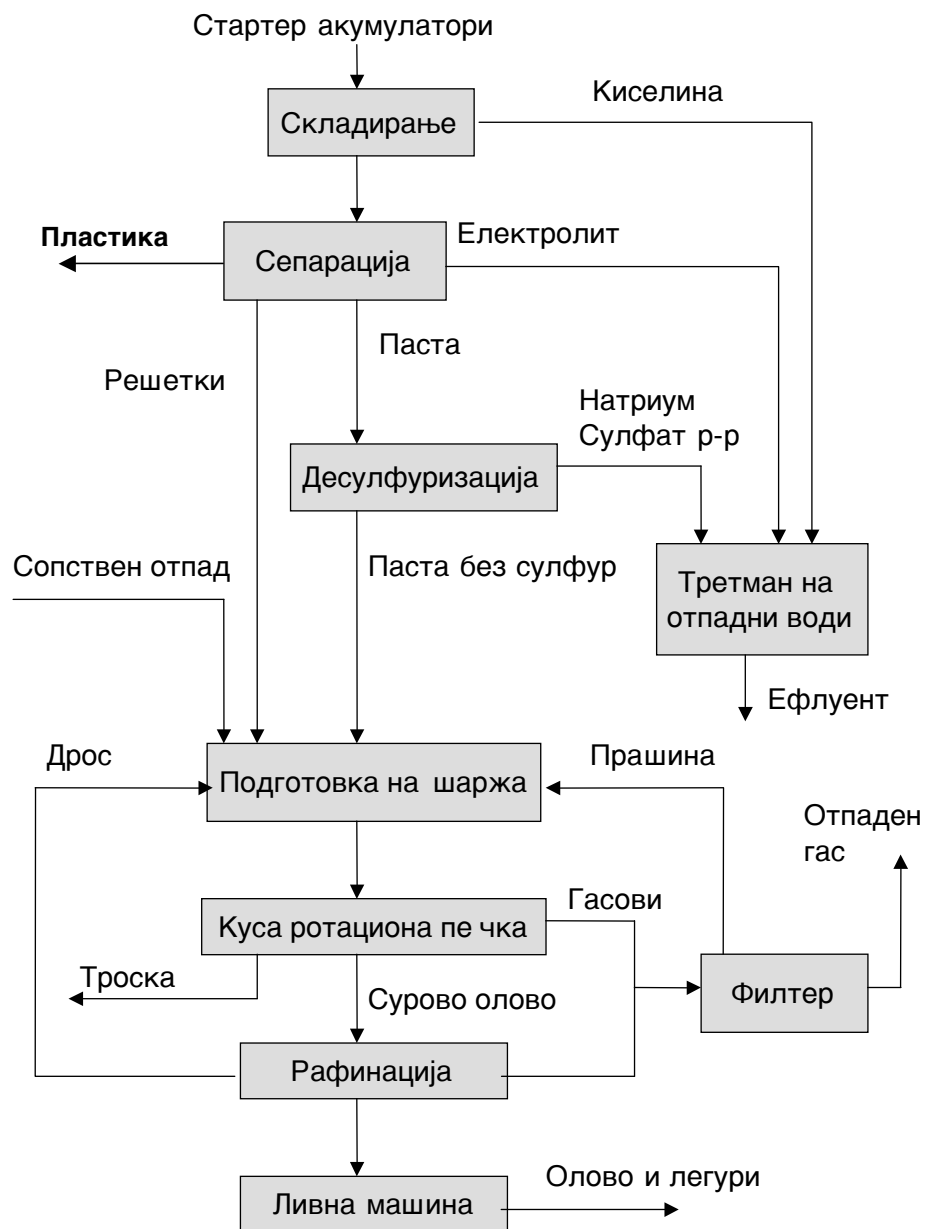 Стартер акумулатори
Киселина
Складирање
Пластика
Електролит
Сепарација
Паста
Решетки
Натриум
Сулфат р-р
Десулфуризација
Сопствен отпад
Паста без сулфур
Третман на
отпадни води
Ефлуент
Дрос
Прашина
Подготовка на шаржа
Отпаден
гас
Гасови
Куса ротациона пе чка
Троска
Сурово олово
Филтер
Рафинација
Олово и легури
Ливна машина